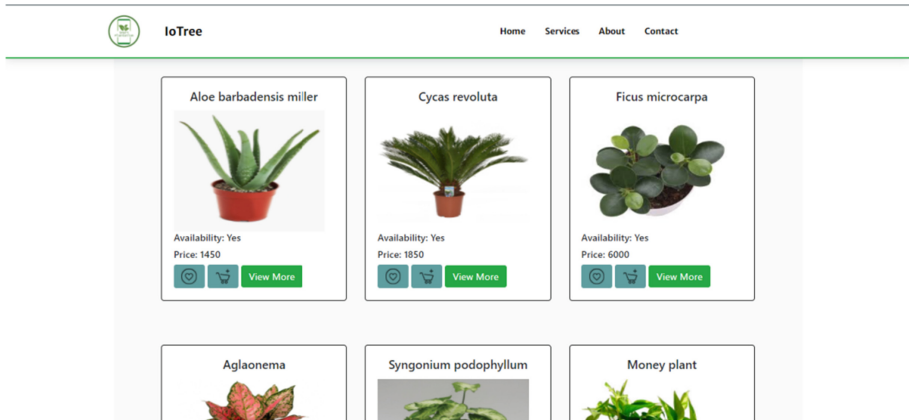 IoTree
Home Services About Contact
Aloe barbadensis miller
Availability: Yes
Price: 1450
View More
Cycas revoluta
Availability: Yes
Price: 1850
View More
Ficus microcarpa
Availability: Yes
Price: 6000
View More
Aglaonema
Syngonium podophyllum
Money plant